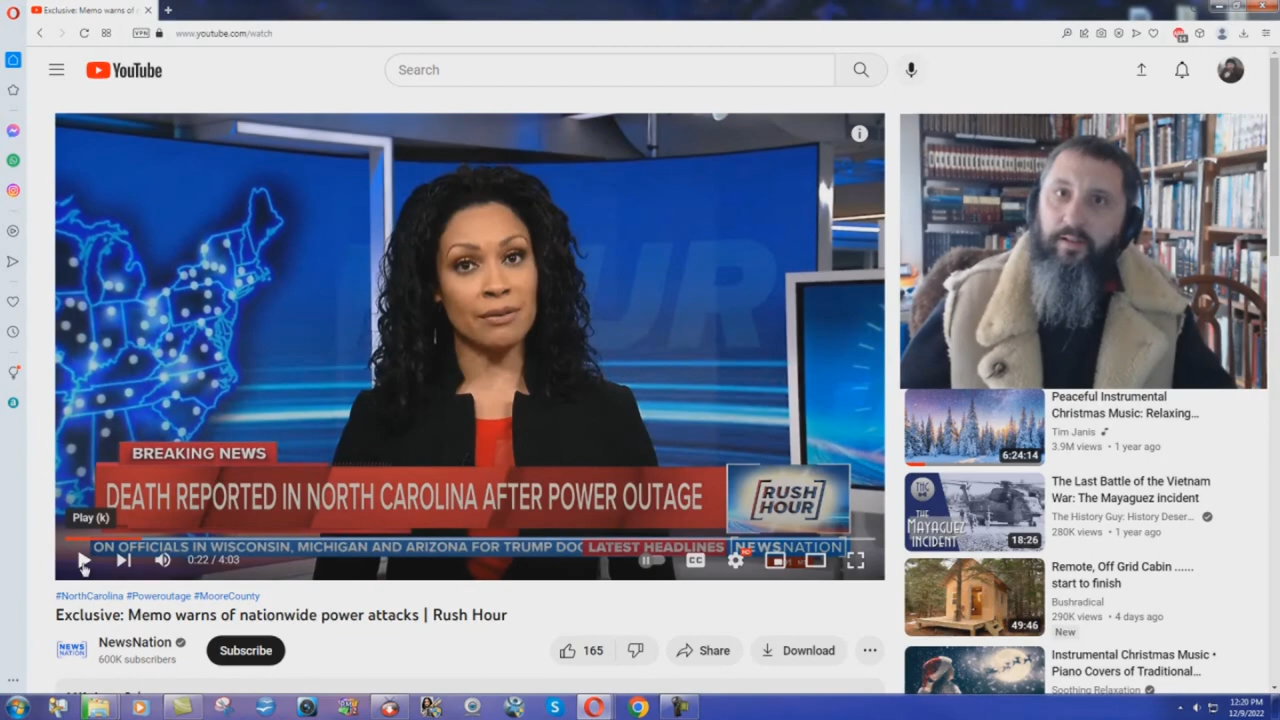 Exclusive: Memo warns of
VPN
www.youtube.com/watch
YouTube
Search
BREAKING NEWS
DEATH REPORTED IN NORTH CAROLINA AFTER POWER OUTAGE
RUSH
HOUR
Play (k)
ON OFFICIALS IN WISCONSIN, MICHIGAN AND ARIZONA FOR TRUMP DOC
LATEST HEADLINES
NEWSNATION
0:22 / 4:03
CC
HD
#NorthCarolina #Poweroutage #MooreCounty
Exclusive: Memo warns of nationwide power attacks | Rush Hour
NEWS
NATION
NewsNation
600K subscribers
Subscribe
165
Share
Download
6:24:14
Peaceful Instrumental
Christmas Music: Relaxing...
Tim Janis
3.9M views • 1 year ago
THG
THE
MAYAGUEZ
INCIDENT
18:26
The Last Battle of the Vietnam
War: The Mayaguez incident
The History Guy: History Deser...
280K views • 1 year ago
49:46
Remote, Off Grid Cabin ......
start to finish
Bushradical
290K views • 4 days ago
New
Instrumental Christmas Music •
Piano Covers of Traditional...
Soothing Relaxation
12:20 PM
12/9/2022